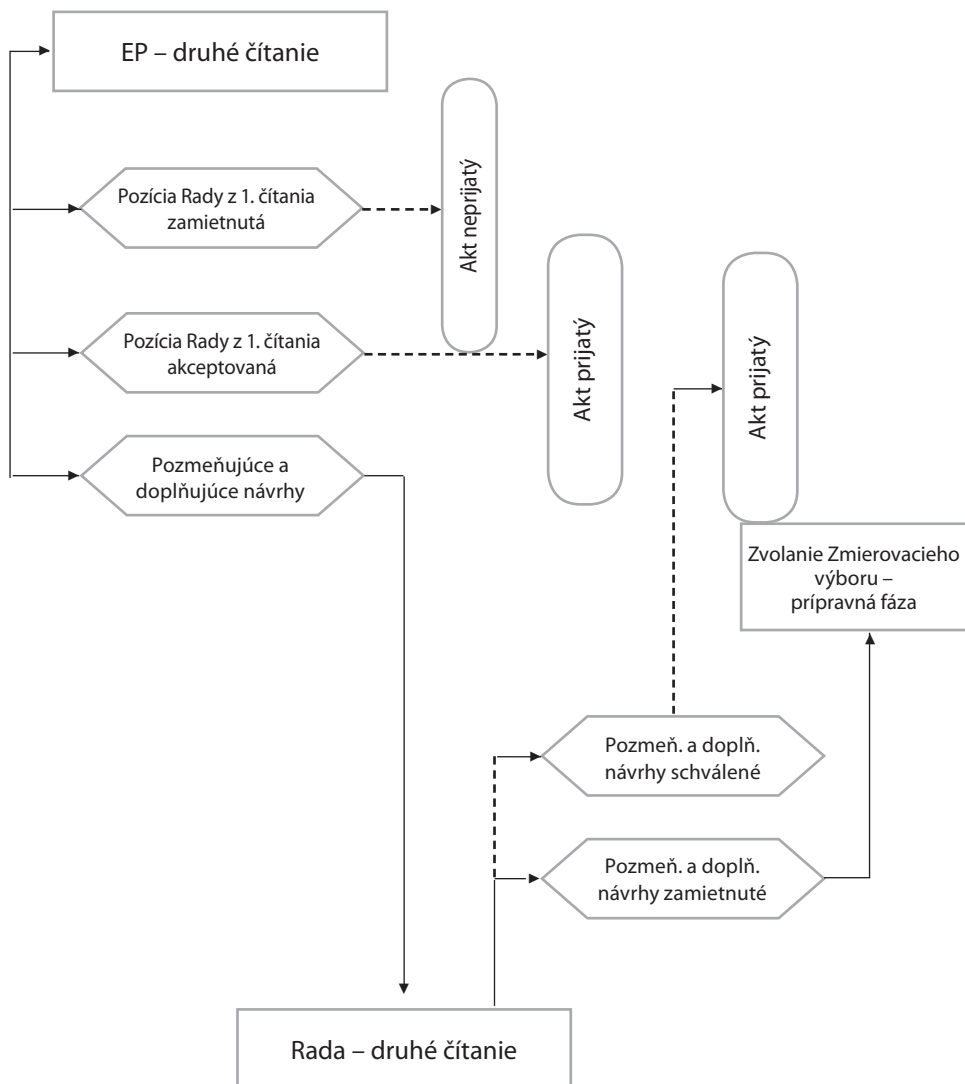 EP – druhé čítanie
Pozícia Rady z 1. čítania
zamietnutá
Akt neprijatý
Pozícia Rady z 1. čítania
akceptovaná
Akt prijatý
Akt prijatý
Pozmeňujúce a
doplňujúce návrhy
Zvolanie Zmierovacieho
výboru –
prípravná fáza
Pozmeň. a doplň.
návrhy schválené
Pozmeň. a doplň.
návrhy zamietnuté
Rada – druhé čítanie